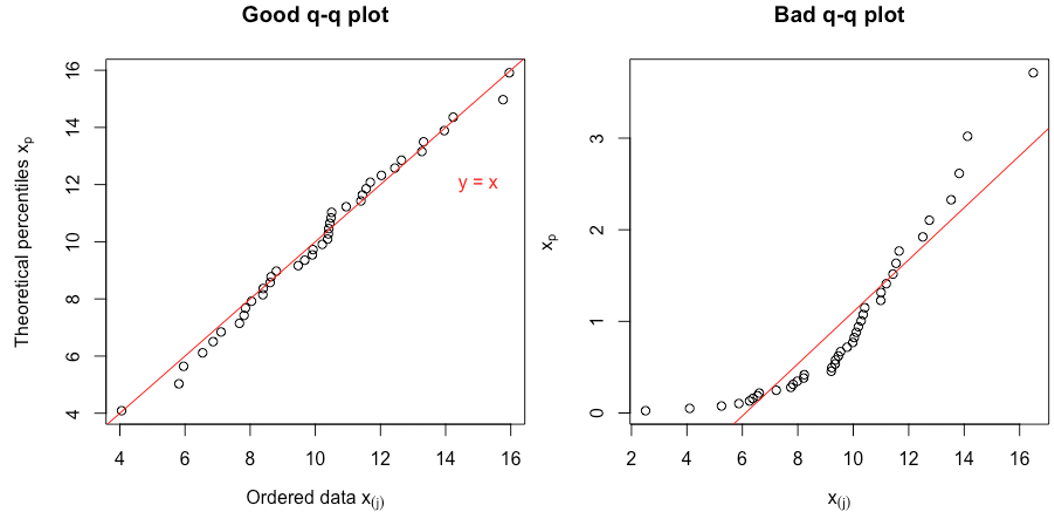 Good q-q plot
Theoretical percentiles xp
16
14
12
10
8
6
4
y = x
4 6 8 10 12 14 16
Ordered data x(j)
Bad q-q plot
xp
3
2
1
0
2 4 6 8 10 12 14 16
x(j)